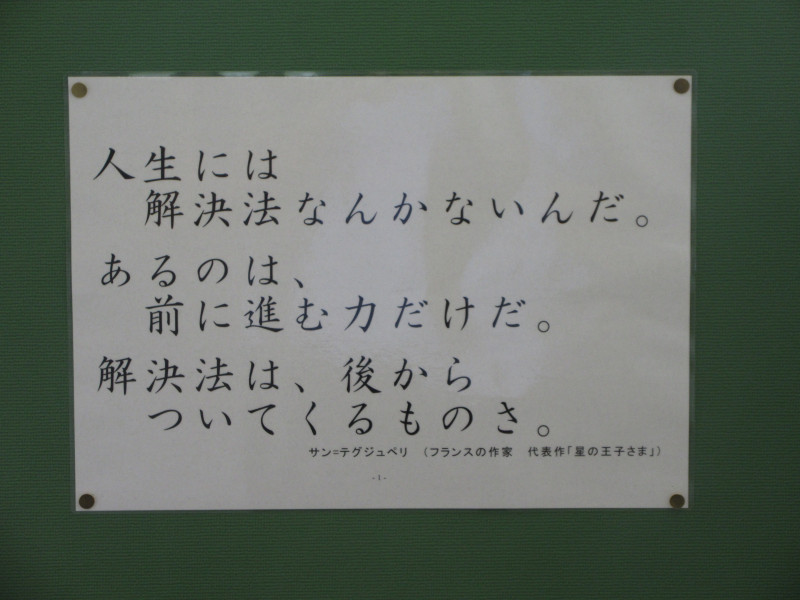 人生には
解決法なんかないんだ。
あるのは、
前に進む力だけだ。
解決法は、後から
ついてくるものさ。
サン=テグジュペリ （フランスの作家 代表作「星の王子さま」）
-1-